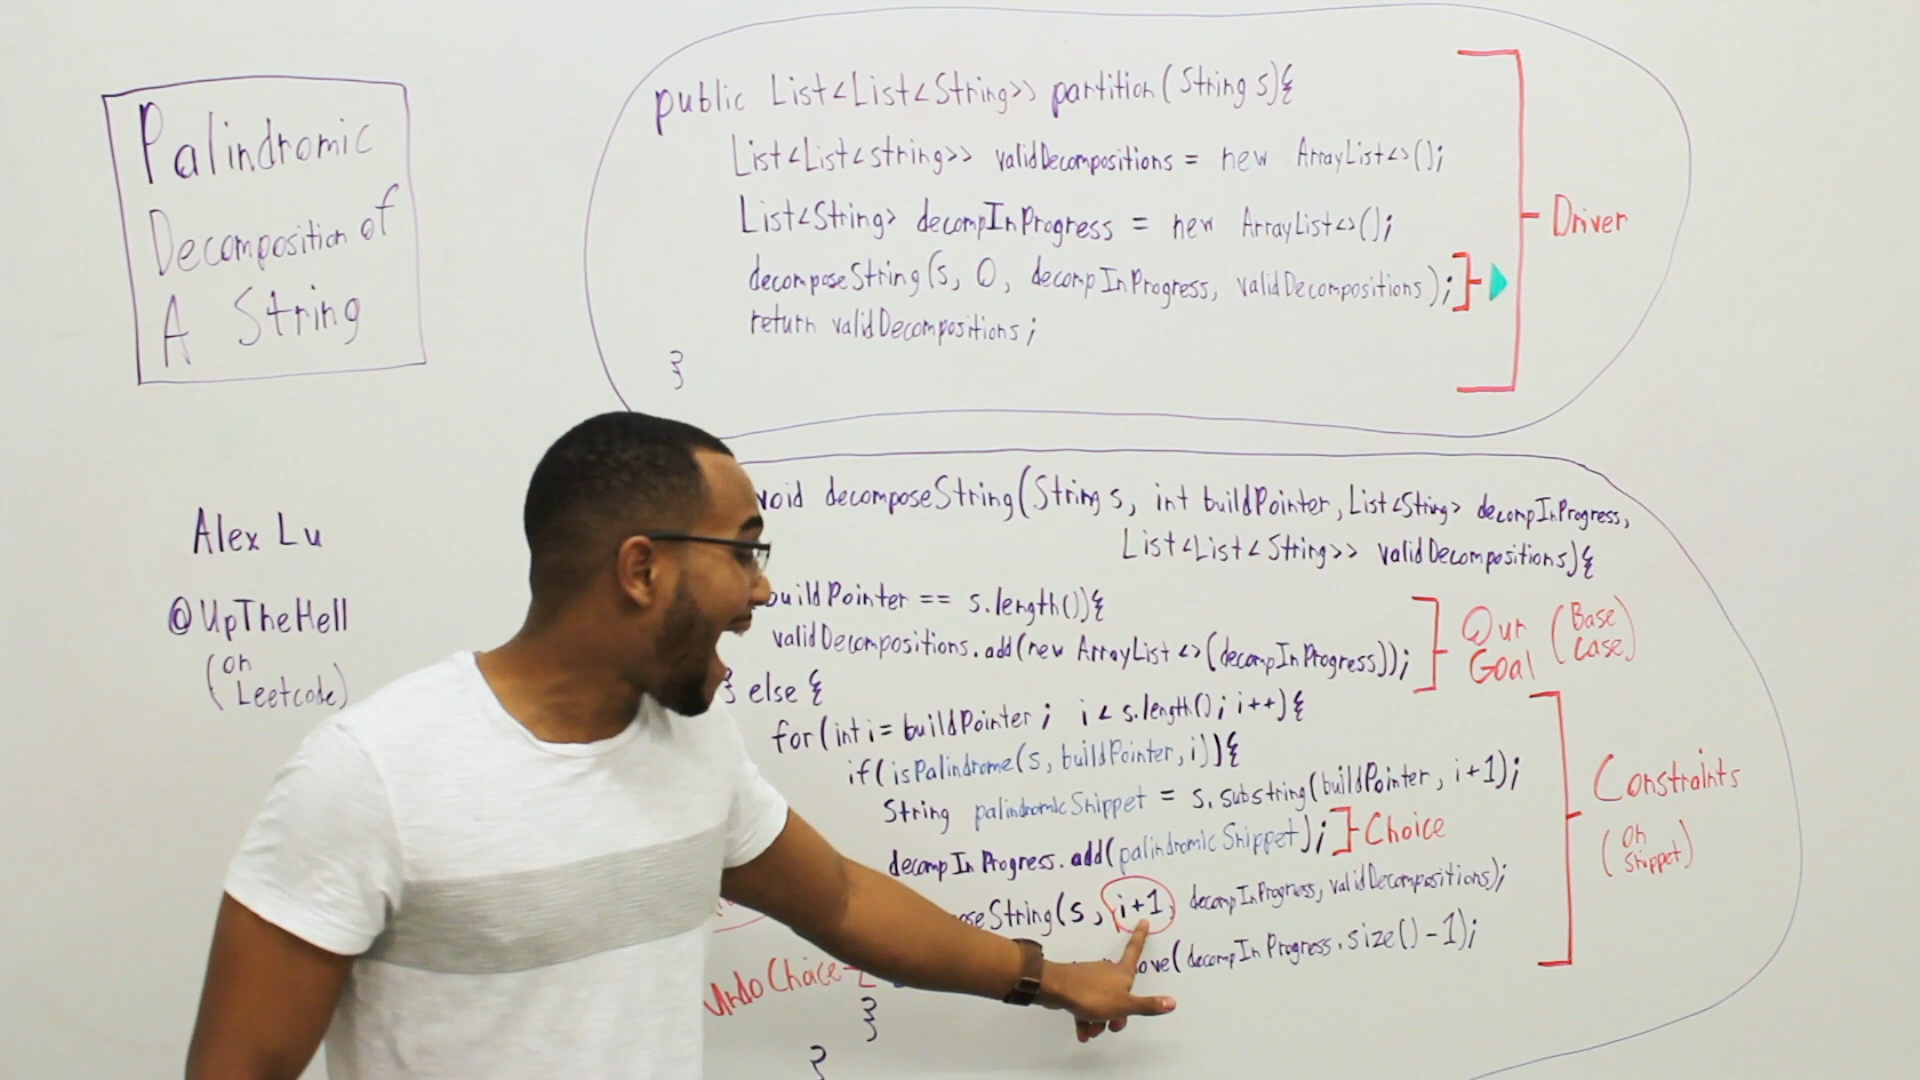 Palindromic
Decomposition of
A String
Alex Lu
@UpTheHell
(on
Leetcode)
public List<List<String>> partition(String s){
List<List<string>> validDecompositions = new ArrayList<>();
List<String> decompInProgress = new ArrayList<>();
decomposeString(s, 0, decompInProgress, validDecompositions);
return validDecompositions;
}
Driver
void decomposeString(String s, int buildPointer, List<String> decompInProgress,
List<List<String>> validDecompositions){
buildPointer == s.length()){
validDecompositions.add(new ArrayList<>(decompInProgress));
Our (Base
Goal Case)
} else {
for(int i = buildPointer; i < s.length(); i++){
if(isPalindrome(s, buildPointer, i)){
String palindromicSnippet = s.substring(buildPointer, i+1);
decompInProgress.add(palindromicSnippet); Choice
oseString(s, i+1, decompInProgress, validDecompositions);
ove(decompInProgress.size()-1);
Undo Choice
}
}
Constraints
(on
snippet)